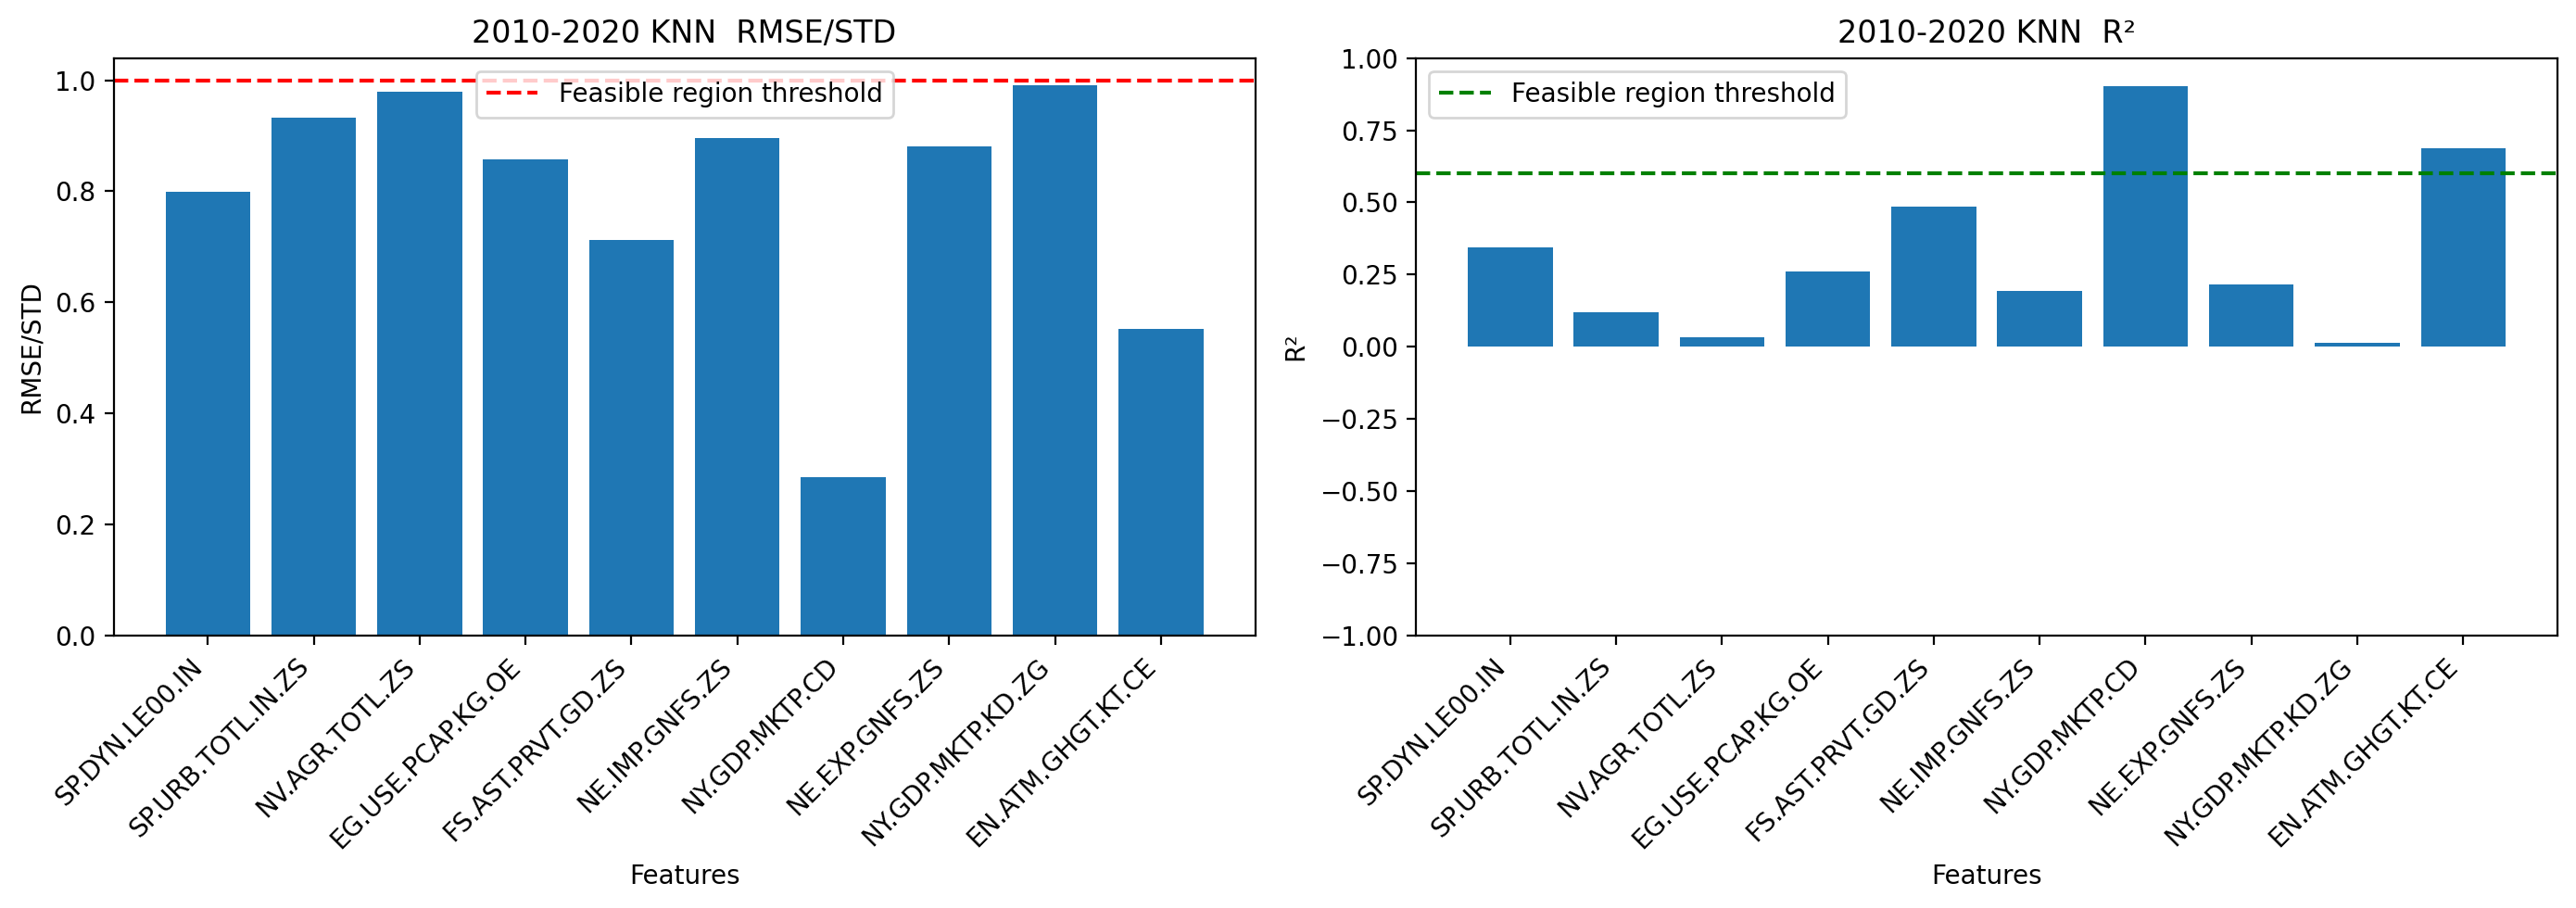 2010-2020 KNN  RMSE/STD
Feasible region threshold
RMSE/STD
1.0
0.8
0.6
0.4
0.2
0.0
SP.DYN.LE00.IN
SP.URB.TOTL.IN.ZS
NV.AGR.TOTL.ZS
EG.USE.PCAP.KG.OE
FS.AST.PRVT.GD.ZS
NE.IMP.GNFS.ZS
NY.GDP.MKTP.CD
NE.EXP.GNFS.ZS
NY.GDP.MKTP.KD.ZG
EN.ATM.GHGT.KT.CE
Features
2010-2020 KNN  R²
Feasible region threshold
R²
1.00
0.75
0.50
0.25
0.00
−0.25
−0.50
−0.75
−1.00
SP.DYN.LE00.IN
SP.URB.TOTL.IN.ZS
NV.AGR.TOTL.ZS
EG.USE.PCAP.KG.OE
FS.AST.PRVT.GD.ZS
NE.IMP.GNFS.ZS
NY.GDP.MKTP.CD
NE.EXP.GNFS.ZS
NY.GDP.MKTP.KD.ZG
EN.ATM.GHGT.KT.CE
Features